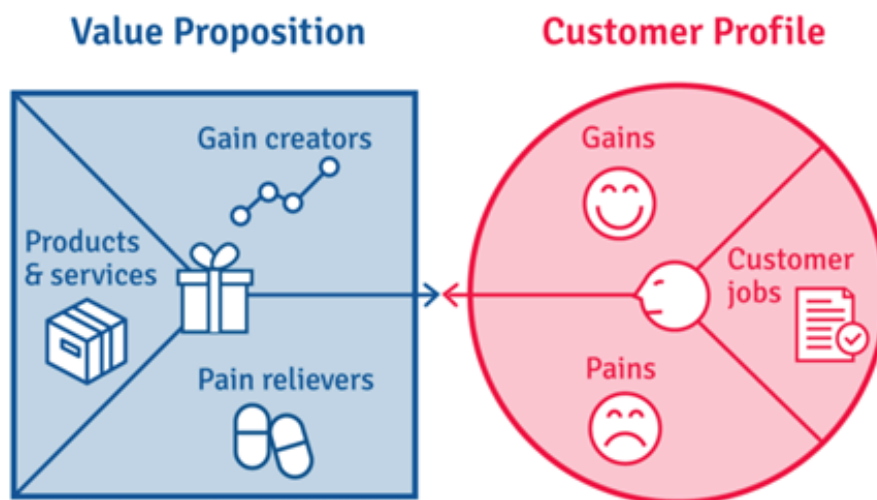 Value Proposition
Customer Profile
Gain creators
Products
& services
Pain relievers
Gains
Customer
jobs
Pains